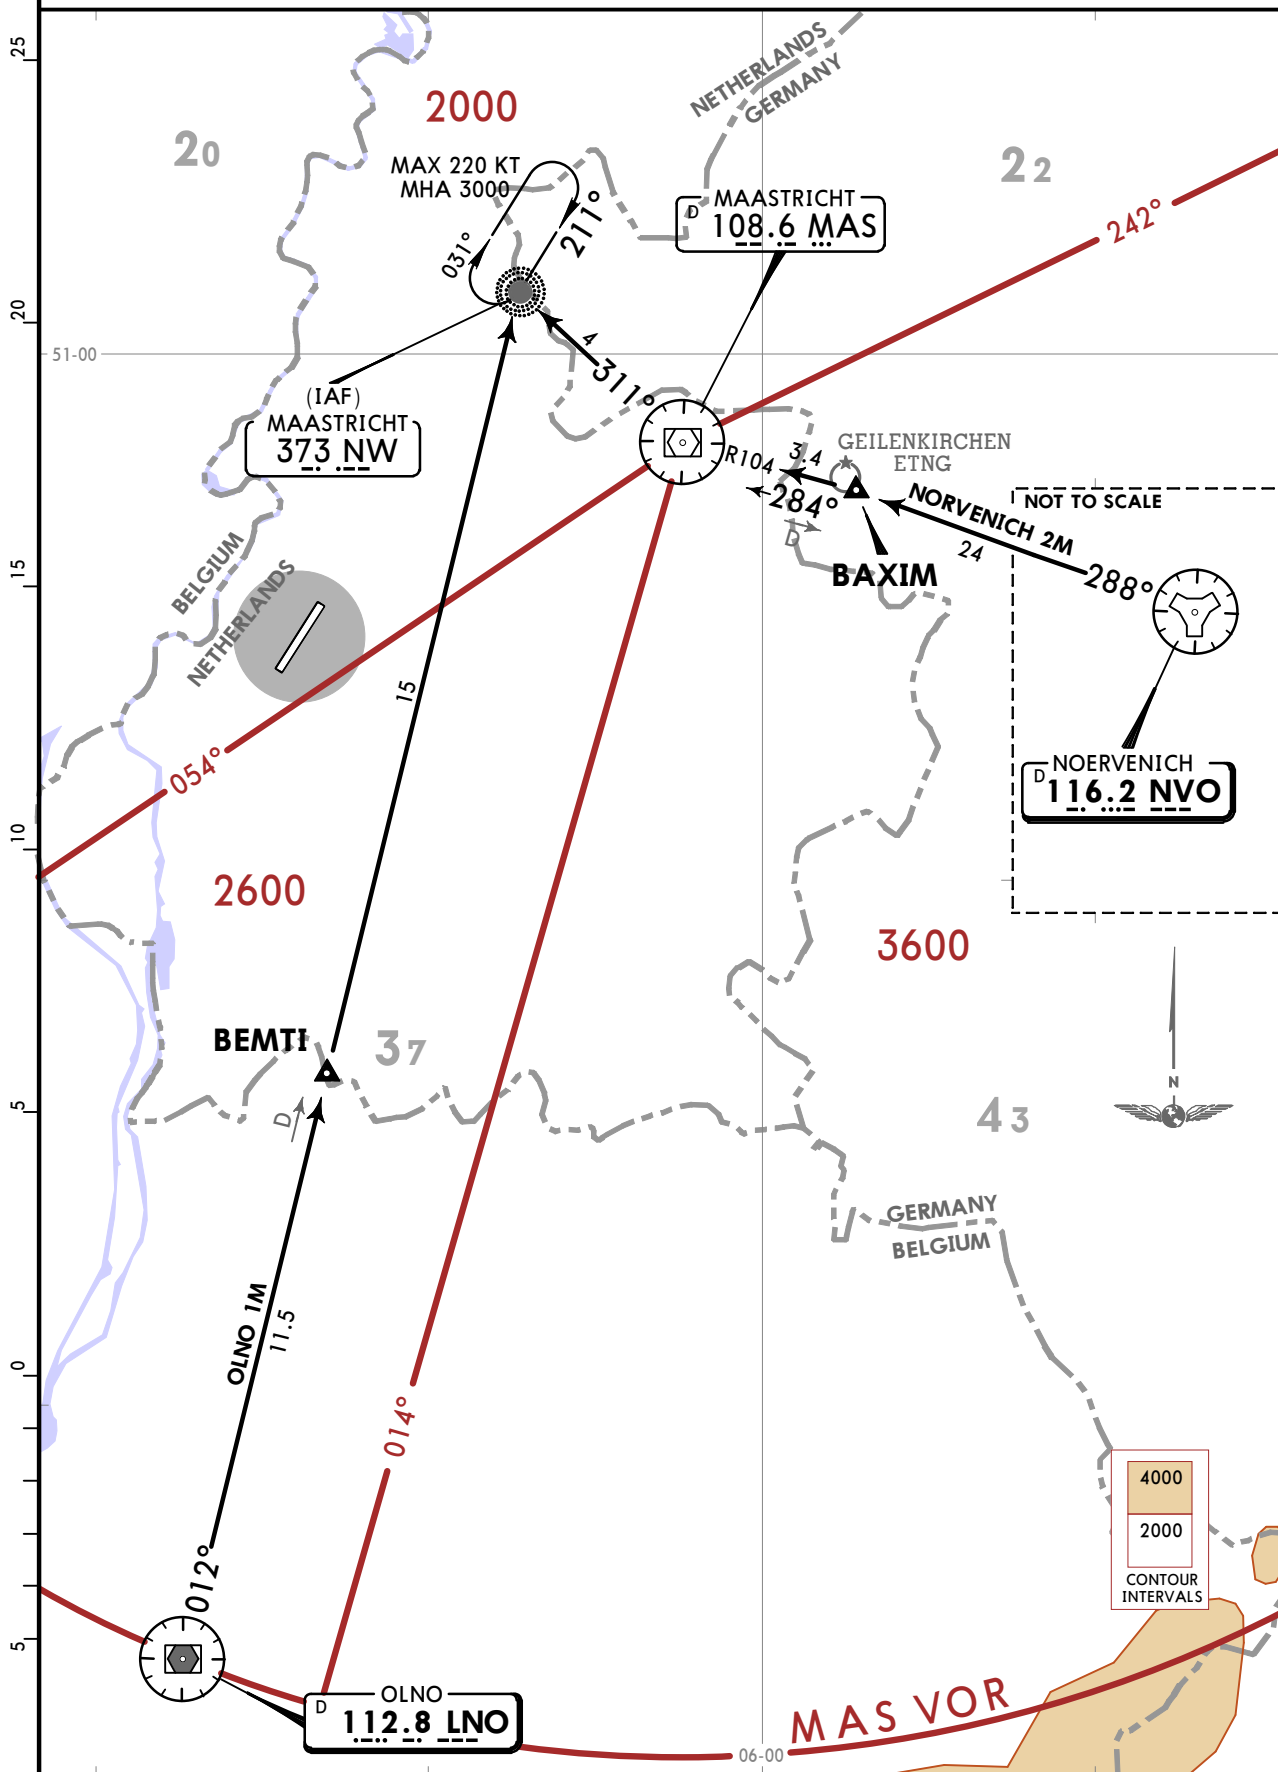 25
20
15
10
5
0
5
NETHERLANDS
GERMANY
2000
20
22
MAX 220 KT
MHA 3000
031°
211°
D MAASTRICHT
108.6 MAS
242°
51-00
4
311°
(IAF)
MAASTRICHT
373 NW
R104
3.4
284°
D
GEILENKIRCHEN
ETNG
BAXIM
NORVENICH 2M
24
288°
NOT TO SCALE
BELGIUM
NETHERLANDS
15
054°
NOERVENICH
D 116.2 NVO
2600
3600
BEMTI
37
D
43
N
GERMANY
BELGIUM
OLNO 1M
11.5
014°
012°
4000
2000
CONTOUR
INTERVALS
D OLNO
112.8 LNO
MAS VOR
06-00